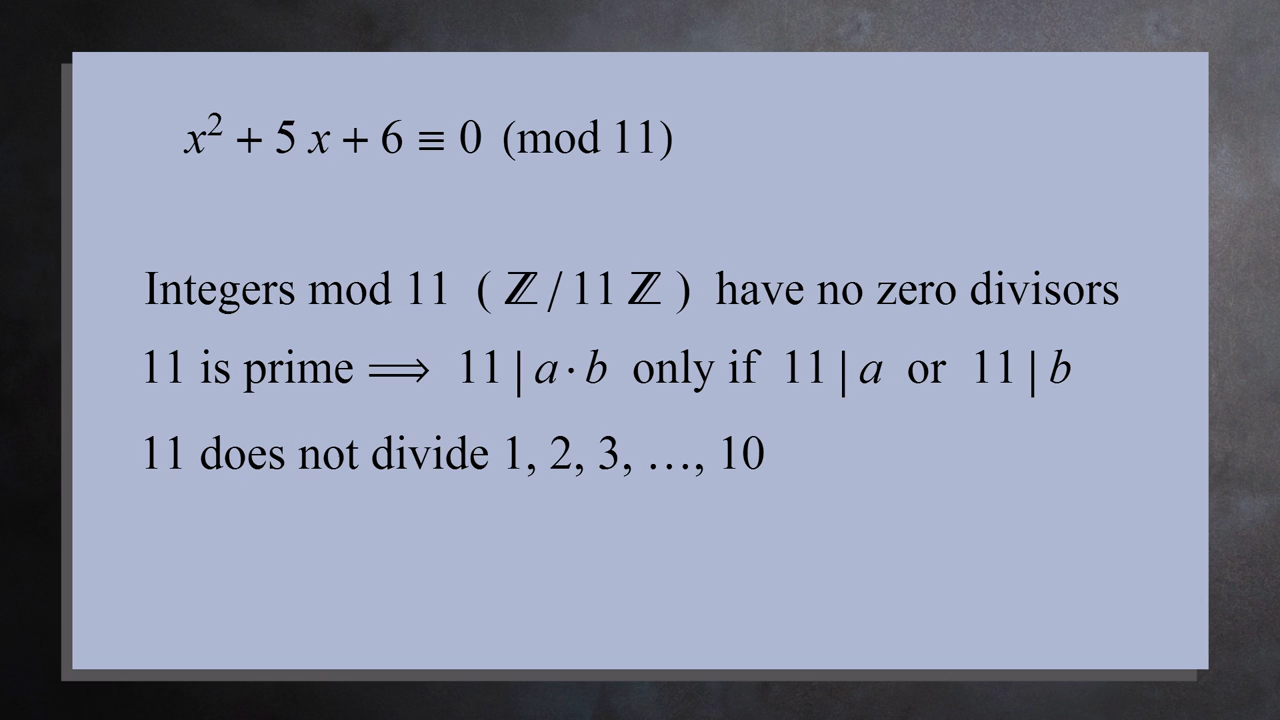 x² + 5 x + 6 ≡ 0 (mod 11)
Integers mod 11 ( ℤ / 11 ℤ ) have no zero divisors
11 is prime ⟹ 11 | a · b only if 11 | a or 11 | b
11 does not divide 1, 2, 3, …, 10